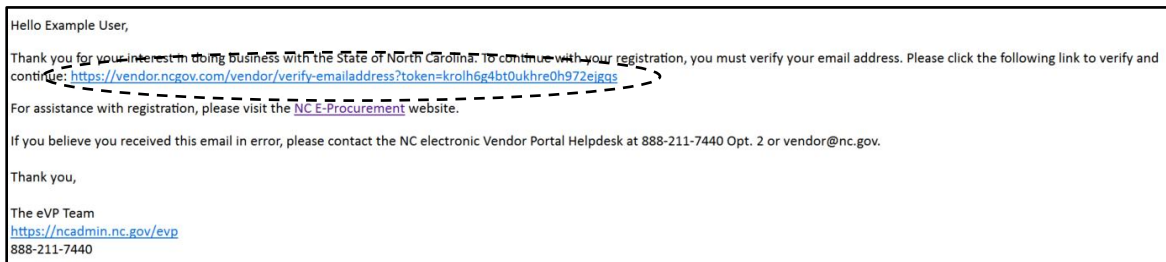 Hello Example User,
Thank you for your interest in doing business with the State of North Carolina. To continue with your registration, you must verify your email address. Please click the following link to verify and
continue: https://vendor.ncgov.com/vendor/verify-emailaddress?token=krolh6g4bt0ukhre0h972ejgqs
For assistance with registration, please visit the NC E-Procurement website.
If you believe you received this email in error, please contact the NC electronic Vendor Portal Helpdesk at 888-211-7440 Opt. 2 or vendor@nc.gov.
Thank you,
The eVP Team
https://ncadmin.nc.gov/evp
888-211-7440